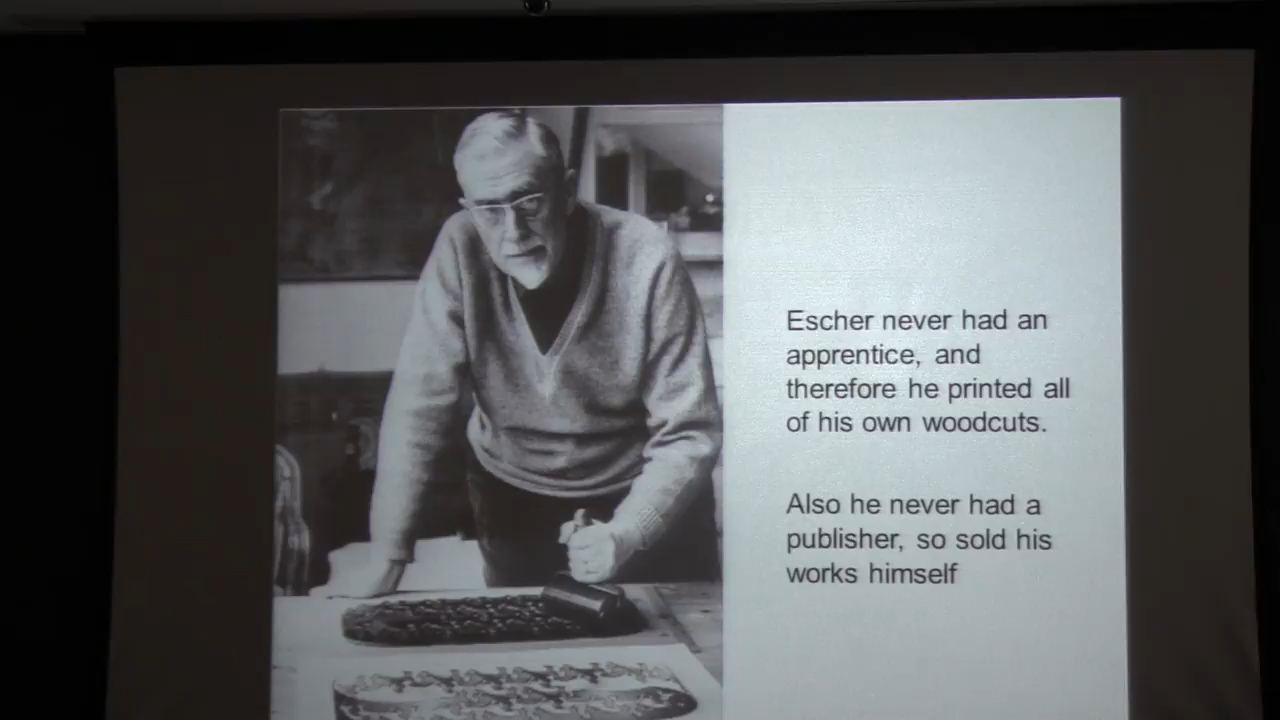 Escher never had an
apprentice, and
therefore he printed all
of his own woodcuts.
Also he never had a
publisher, so sold his
works himself